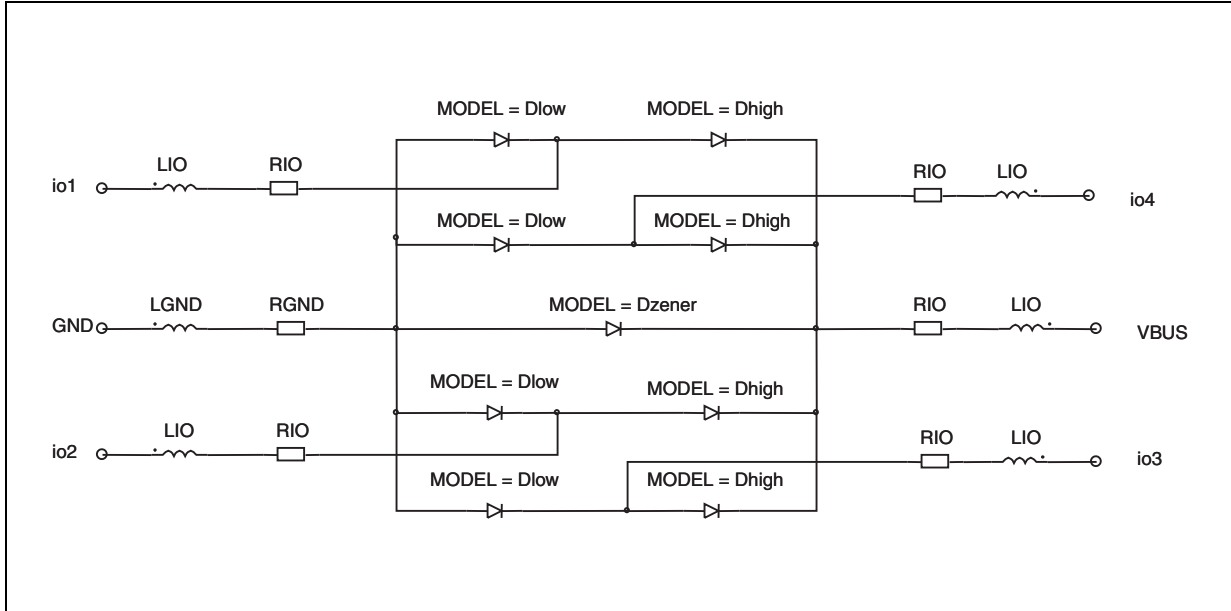 MODEL = Dlow
MODEL = Dhigh
LIO
RIO
io1
RIO
LIO
io4
MODEL = Dlow
MODEL = Dhigh
LGND
RGND
MODEL = Dzener
RIO
LIO
GND
VBUS
MODEL = Dlow
MODEL = Dhigh
LIO
RIO
io2
RIO
LIO
io3
MODEL = Dlow
MODEL = Dhigh